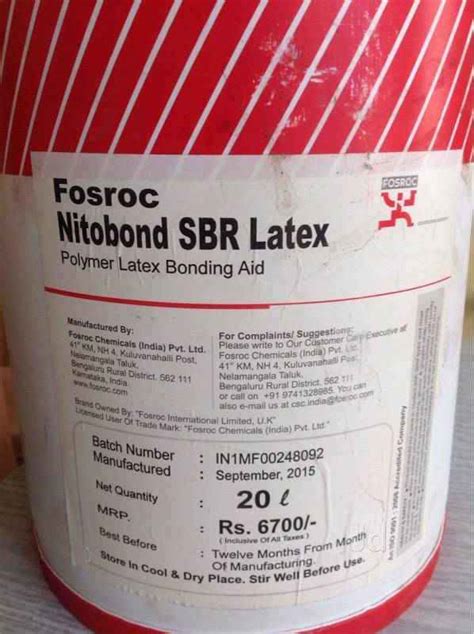 FOSROC
Fosroc
Nitobond SBR Latex
Polymer Latex Bonding Aid
Manufactured By:
Fosroc Chemicals (India) Pvt. Ltd.
41st KM, NH 4, Kuluvanahalli Post,
Nelamangala Taluk.
Bengaluru Rural District. 562 111
Karnataka, India
www.fosroc.com
For Complaints/ Suggestions:
Please write to Our Customer Care Executive at
Fosroc Chemicals (India) Pvt. Ltd.
41st KM, NH 4, Kuluvanahalli Post,
Nelamangala Taluk.
Bengaluru Rural District. 562 111
or call on +91 9741328985. You can
also e-mail us at csc.india@fosroc.com
Brand Owned By: "Fosroc International Limited, U.K"
Licensed User Of Trade Mark: "Fosroc Chemicals (India) Pvt. Ltd."
Batch Number : IN1MF00248092
Manufactured : September, 2015
Net Quantity : 20 ℓ
MRP. : Rs. 6700/-
( Inclusive Of All Taxes )
Best Before : Twelve Months From Month
Of Manufacturing.
Store In Cool & Dry Place. Stir Well Before Use.
An ISO 9001 : 2008 Accredited Company